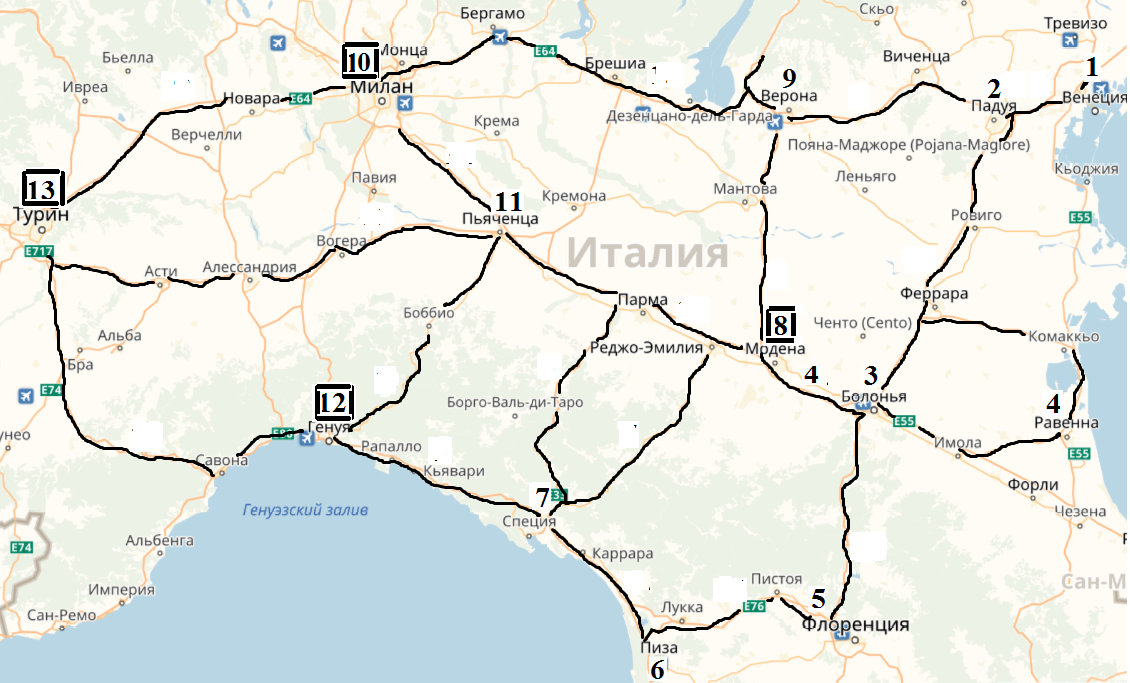 Скьо
Бергамо
Тревизо
10
Монца
E64
Бьелла
Виченца
1
Брешиа
9
Ивреа
Милан
2
Новара
E64
Верона
Падуя
Венеция
Дезенцано-дель-Гарда
Крема
Верчелли
Пояна-Маджоре (Pojana-Maglore)
Кьоджия
Павия
Леньяго
13
Мантова
11
Кремона
Турин
Пьяченца
Ровиго
E55
Вогера
E717
Италия
Асти
Алессандрия
Феррара
Парма
Боббио
Ченто (Cento)
8
Альба
Комаккьо
Реджо-Эмилия
Модена
Бра
4
3
E74
Болонья
12
Борго-Валь-ди-Таро
4
E55
Генуя
Равенна
унео
Рапалло
Имола
E55
Савона
Кьявари
Форли
7
Генуэзский залив
Специя
Чезена
E74
Альбенга
Каррара
Империя
Пистоя
Сан-М
Сан-Ремо
Лукка
E76
5
Флоренция
Пиза
6